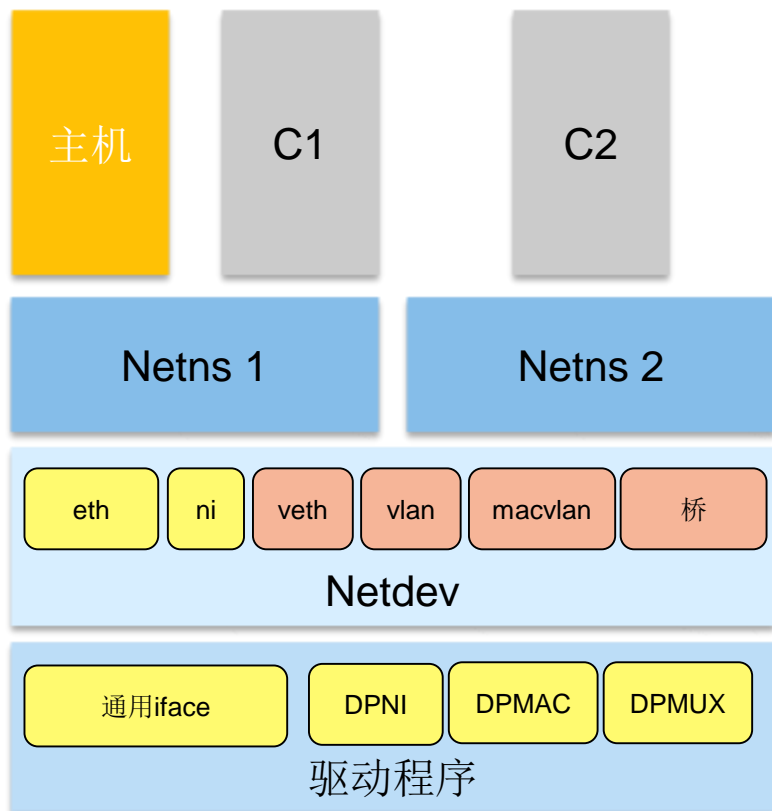 主机
C1
C2
Netns 1
Netns 2
eth
ni
veth
vlan
macvlan
桥
Netdev
通用iface
DPNI
DPMAC
DPMUX
驱动程序